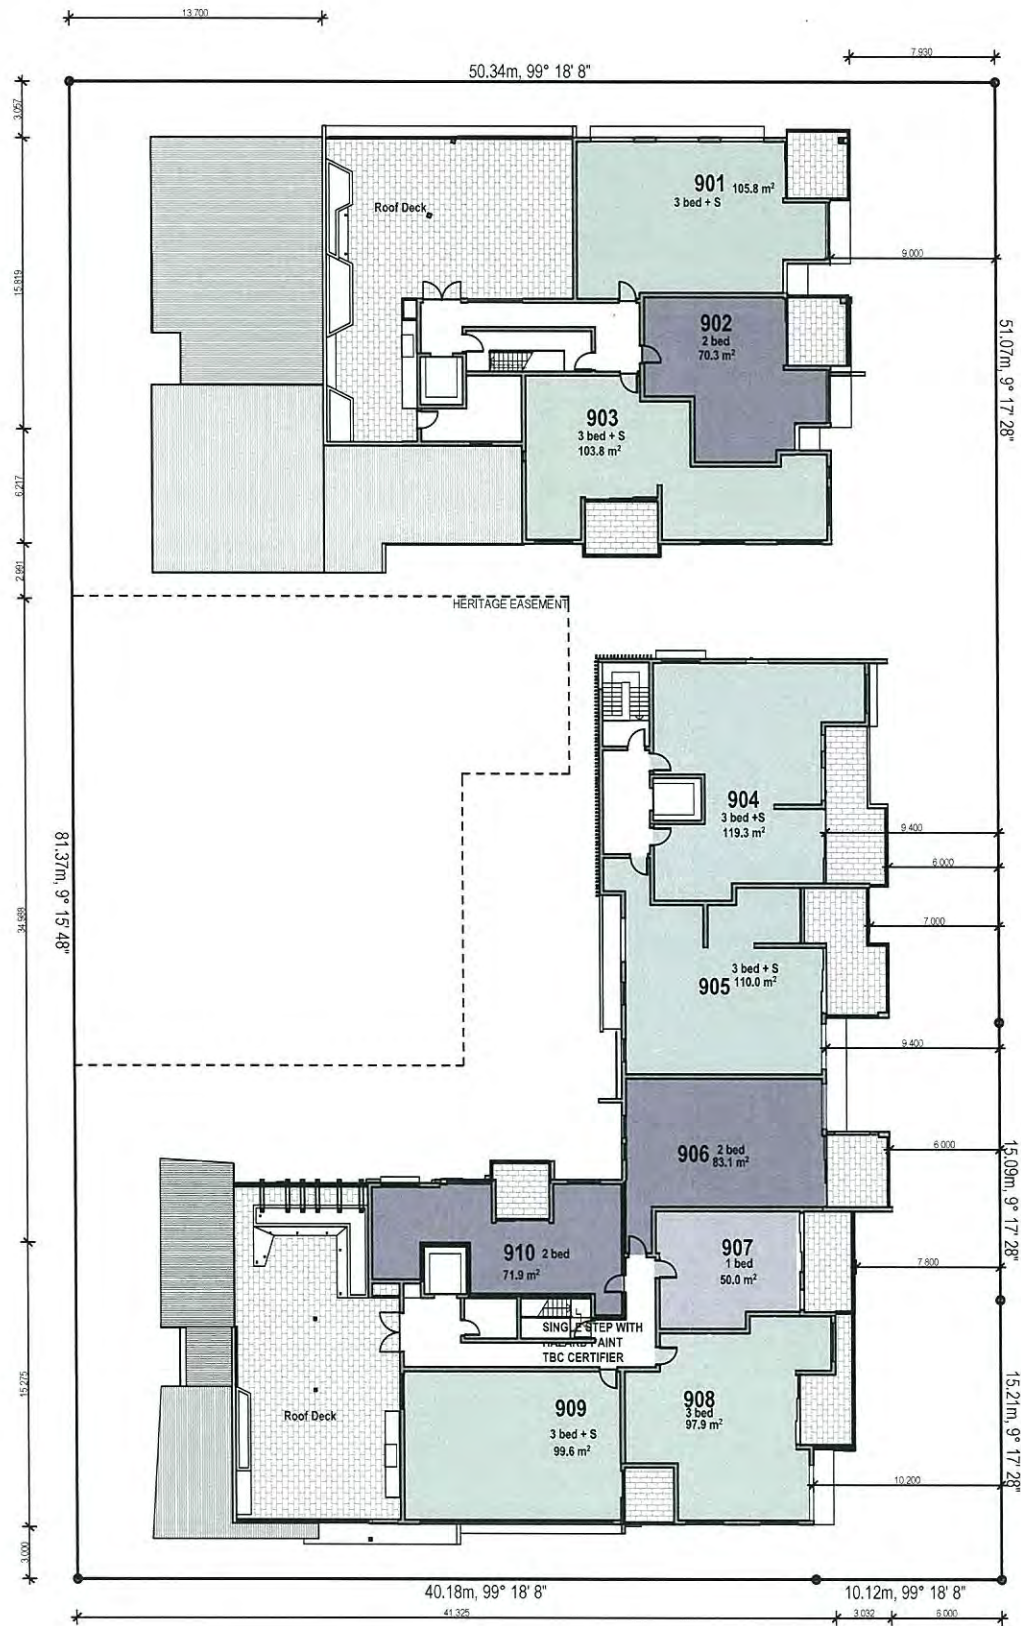 13.700
7.930
50.34m, 99° 18' 8"
3.057
901 105.8 m²
3 bed + S
Roof Deck
9.000
15.819
902
2 bed
70.3 m²
51.07m, 9° 17' 28"
903
3 bed + S
103.8 m²
6.217
2.991
HERITAGE EASEMENT
904
3 bed +S
119.3 m²
9.400
6.000
81.37m, 9° 15' 48"
34.988
7.000
3 bed + S
905 110.0 m²
9.400
906 2 bed
83.1 m²
6.000
15.09m, 9° 17' 28"
907
1 bed
50.0 m²
910 2 bed
71.9 m²
7.800
SINGLE STEP WITH
HAZARD PAINT
TBC CERTIFIER
15.275
Roof Deck
909
3 bed + S
99.6 m²
908
3 bed
97.9 m²
15.21m, 9° 17' 28"
10.200
3.000
40.18m, 99° 18' 8"
10.12m, 99° 18' 8"
41.325
3.032
6.000